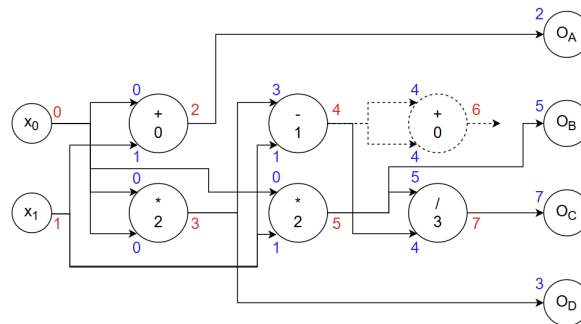 2 O_A
0 3 4
x_0 0 + 0 2 - 1 4 + 0 6 5 O_B
1 1 4
0 0 5 7
x_1 1 * 2 3 * 2 5 / 3 7 O_C
0 1 4
3 O_D